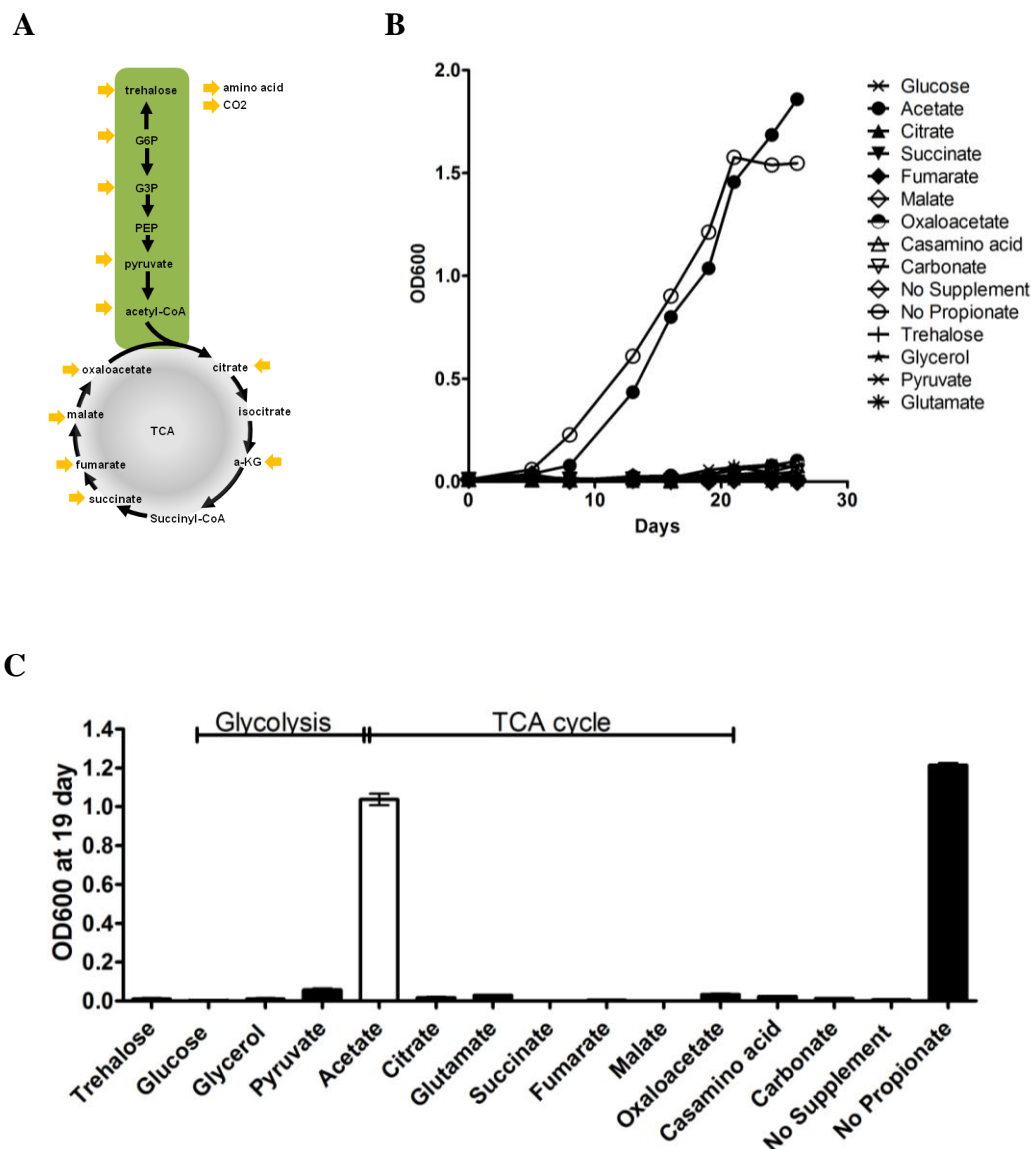 A
trehalose
amino acid
CO2
G6P
G3P
PEP
pyruvate
acetyl-CoA
oxaloacetate
citrate
malate
isocitrate
TCA
fumarate
a-KG
succinate
Succinyl-CoA
B
2.0
1.5
1.0
0.5
0.0
OD600
0
10
20
30
Days
Glucose
Acetate
Citrate
Succinate
Fumarate
Malate
Oxaloacetate
Casamino acid
Carbonate
No Supplement
No Propionate
Trehalose
Glycerol
Pyruvate
Glutamate
C
Glycolysis
TCA cycle
1.4
1.2
1.0
0.8
0.6
0.4
0.2
0.0
OD600 at 19 day
Trehalose
Glucose
Glycerol
Pyruvate
Acetate
Citrate
Glutamate
Succinate
Fumarate
Malate
Oxaloacetate
Casamino acid
Carbonate
No Supplement
No Propionate